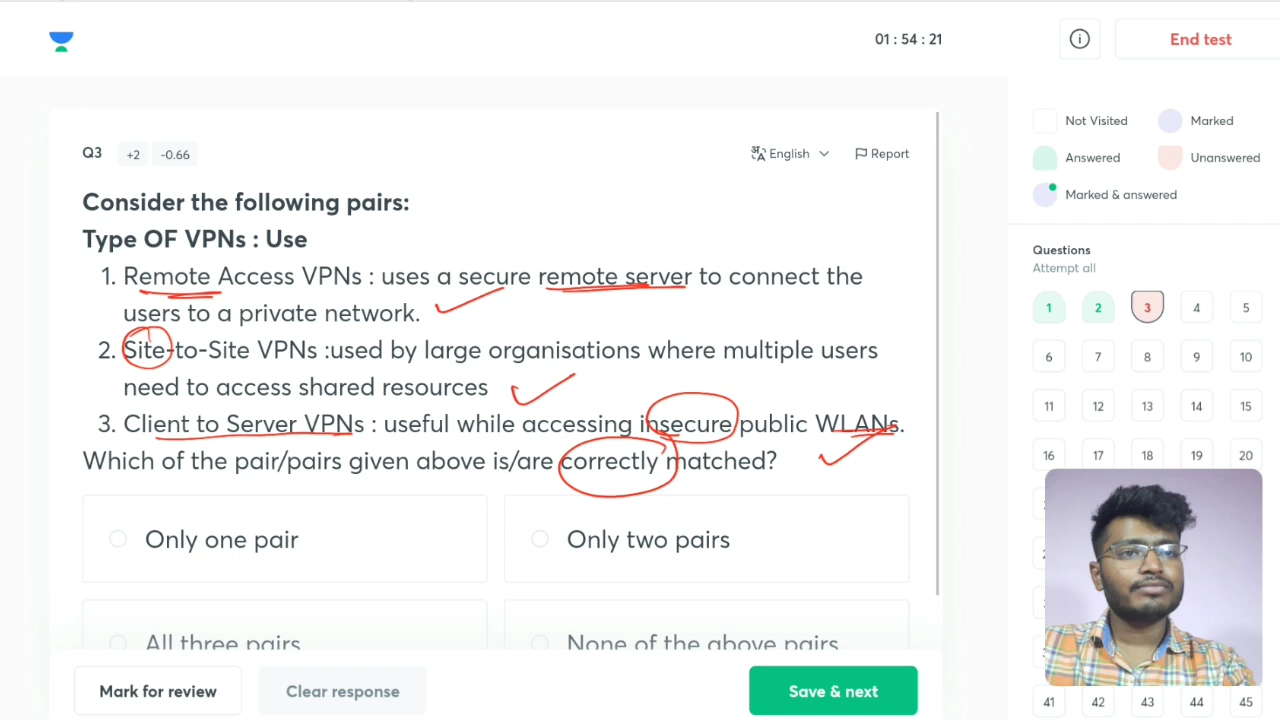 01 : 54 : 21
End test
Not Visited
Marked
Answered
Unanswered
Marked & answered
Q3
+2
-0.66
English
Report
Consider the following pairs:
Type OF VPNs : Use
1. Remote Access VPNs : uses a secure remote server to connect the
users to a private network.
2. Site-to-Site VPNs :used by large organisations where multiple users
need to access shared resources
3. Client to Server VPNs : useful while accessing insecure public WLANs.
Which of the pair/pairs given above is/are correctly matched?
Only one pair
Only two pairs
All three pairs
None of the above pairs
Mark for review
Clear response
Save & next
Questions
Attempt all
1 2 3 4 5
6 7 8 9 10
11 12 13 14 15
16 17 18 19 20
41 42 43 44 45